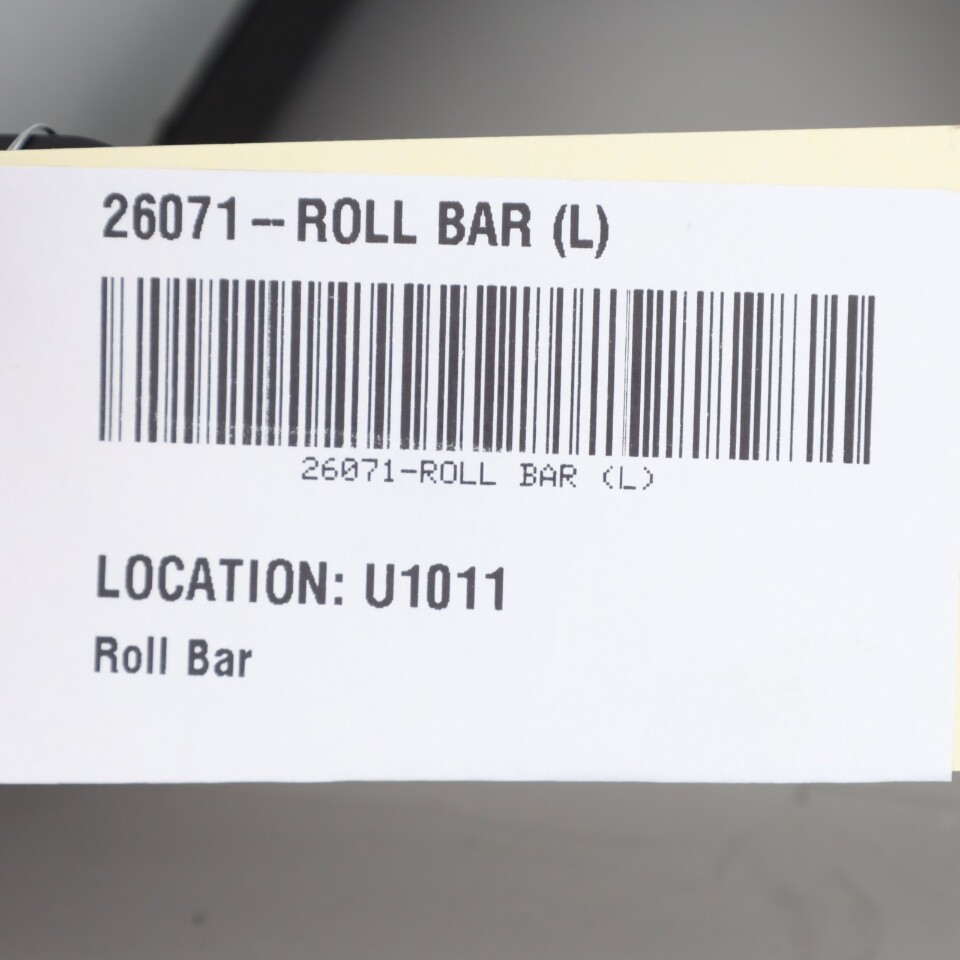 26071--ROLL BAR (L)
26071-ROLL BAR (L)
LOCATION: U1011
Roll Bar